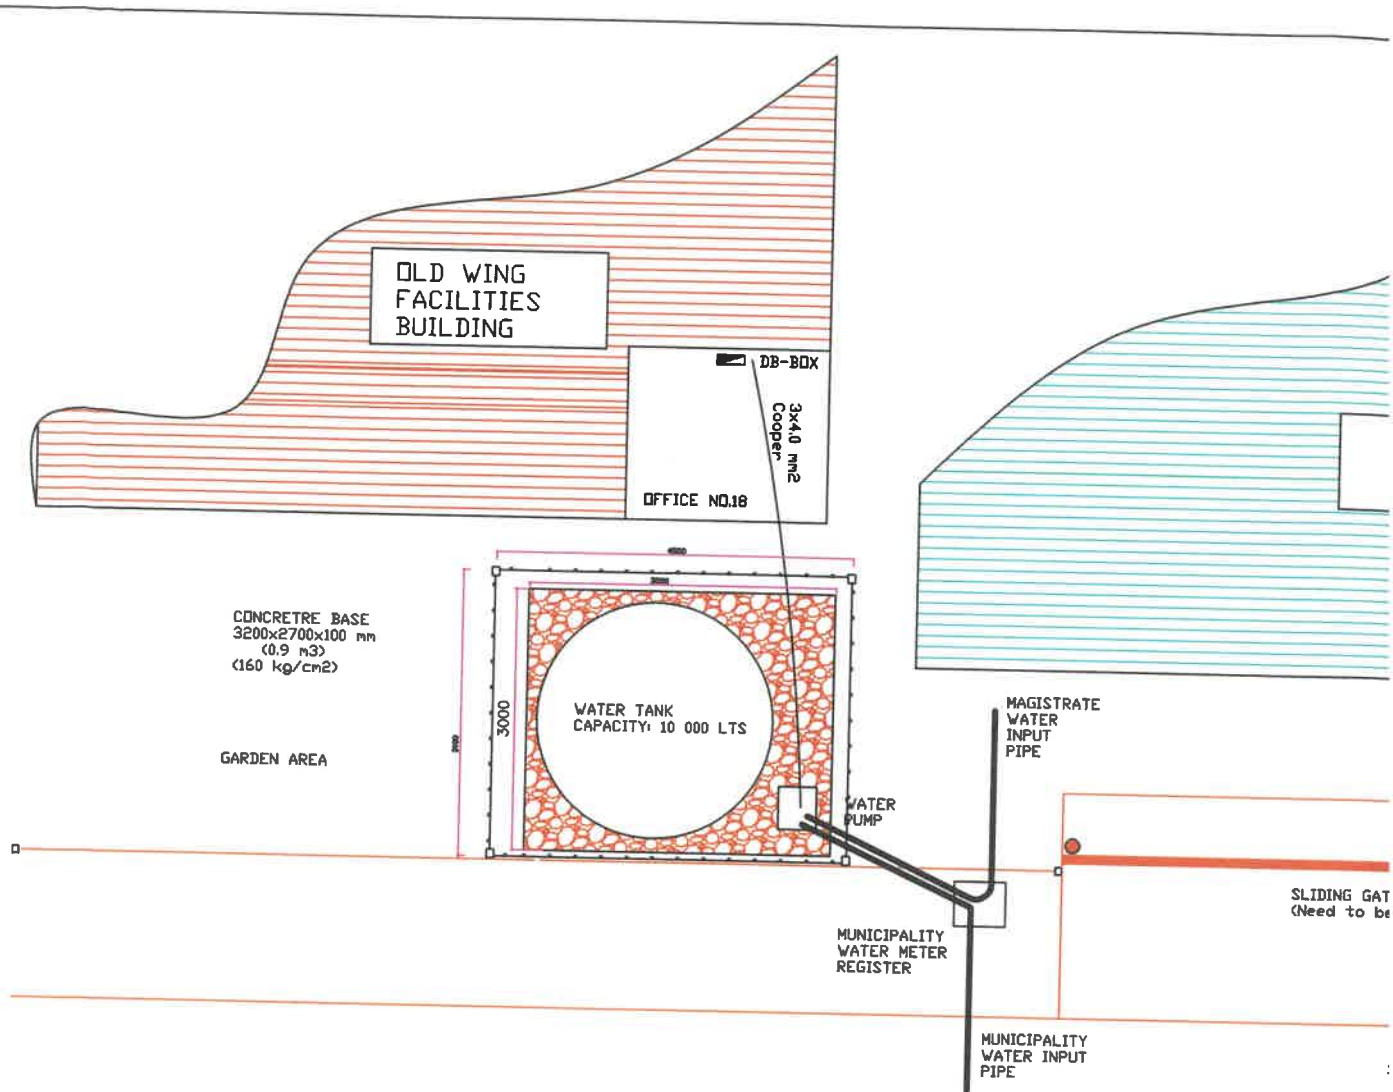 OLD WING
FACILITIES
BUILDING
DB-BOX
3x4.0 mm2
Cooper
OFFICE NO.18
CONCRETRE BASE
3200x2700x100 mm
(0.9 m3)
(160 kg/cm2)
3000
WATER TANK
CAPACITY: 10 000 LTS
GARDEN AREA
MAGISTRATE
WATER
INPUT
PIPE
WATER
PUMP
SLIDING GAT
(Need to be
MUNICIPALITY
WATER METER
REGISTER
MUNICIPALITY
WATER INPUT
PIPE